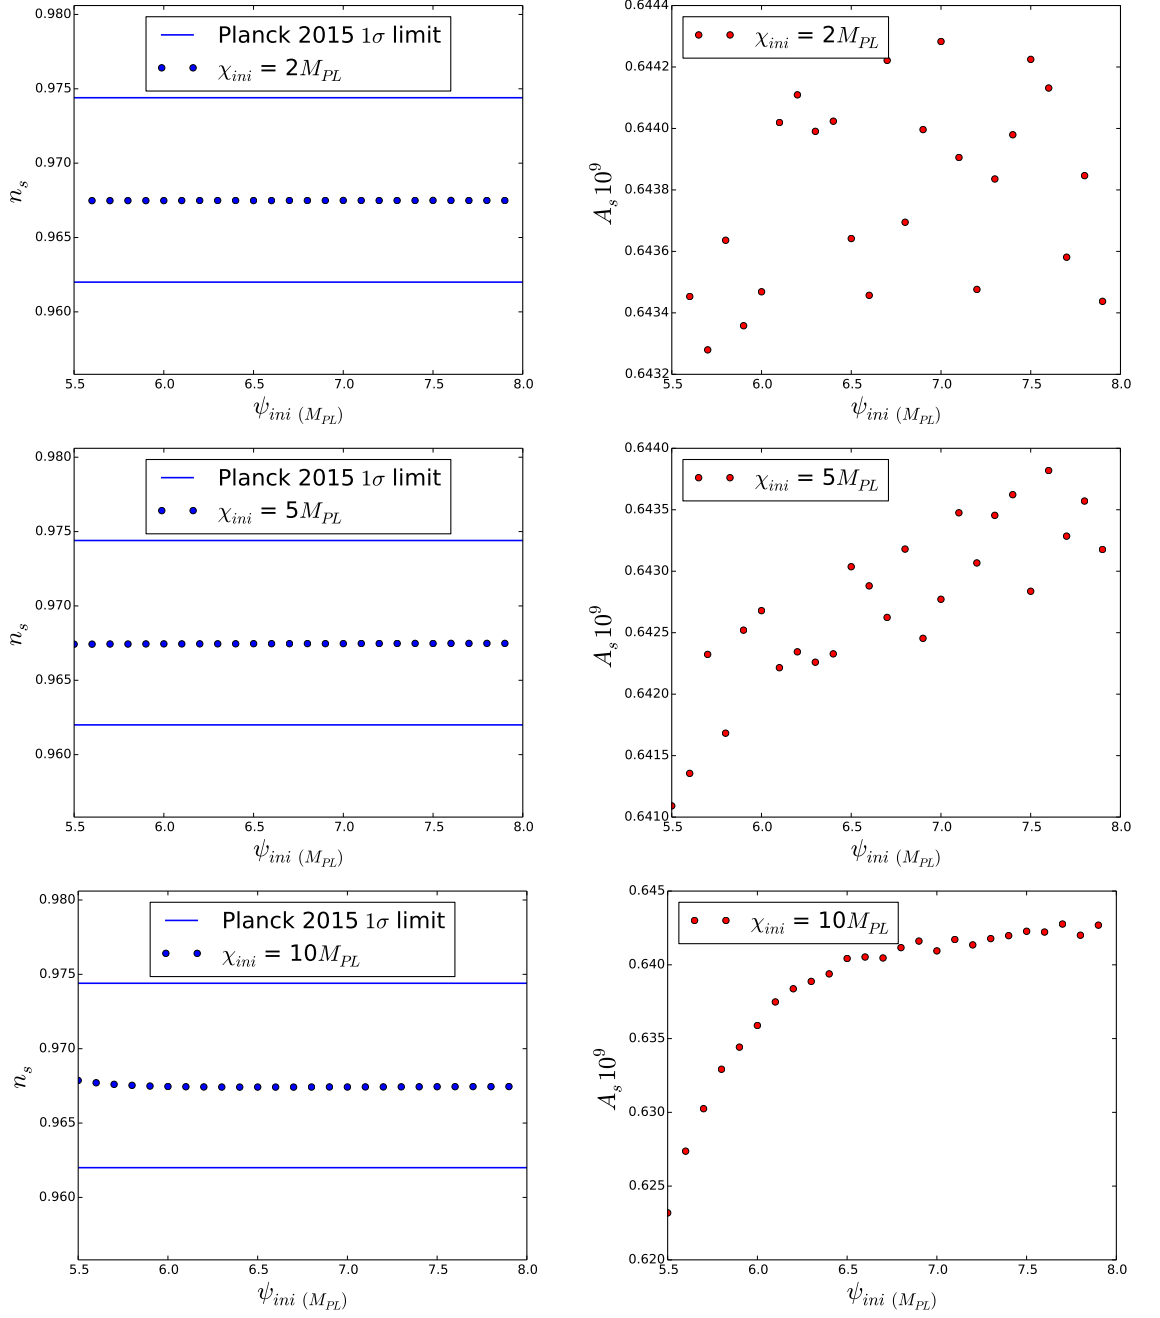 0.980
0.975
0.970
0.965
0.960
n_s
Planck 2015 1σ limit
χ_ini = 2M_PL
5.5 6.0 6.5 7.0 7.5 8.0
ψ_ini (M_PL)
0.6444
0.6442
0.6440
0.6438
0.6436
0.6434
0.6432
A_s 10^9
χ_ini = 2M_PL
5.5 6.0 6.5 7.0 7.5 8.0
ψ_ini (M_PL)
0.980
0.975
0.970
0.965
0.960
n_s
Planck 2015 1σ limit
χ_ini = 5M_PL
5.5 6.0 6.5 7.0 7.5 8.0
ψ_ini (M_PL)
0.6440
0.6435
0.6430
0.6425
0.6420
0.6415
0.6410
A_s 10^9
χ_ini = 5M_PL
5.5 6.0 6.5 7.0 7.5 8.0
ψ_ini (M_PL)
0.980
0.975
0.970
0.965
0.960
n_s
Planck 2015 1σ limit
χ_ini = 10M_PL
5.5 6.0 6.5 7.0 7.5 8.0
ψ_ini (M_PL)
0.645
0.640
0.635
0.630
0.625
0.620
A_s 10^9
χ_ini = 10M_PL
5.5 6.0 6.5 7.0 7.5 8.0
ψ_ini (M_PL)